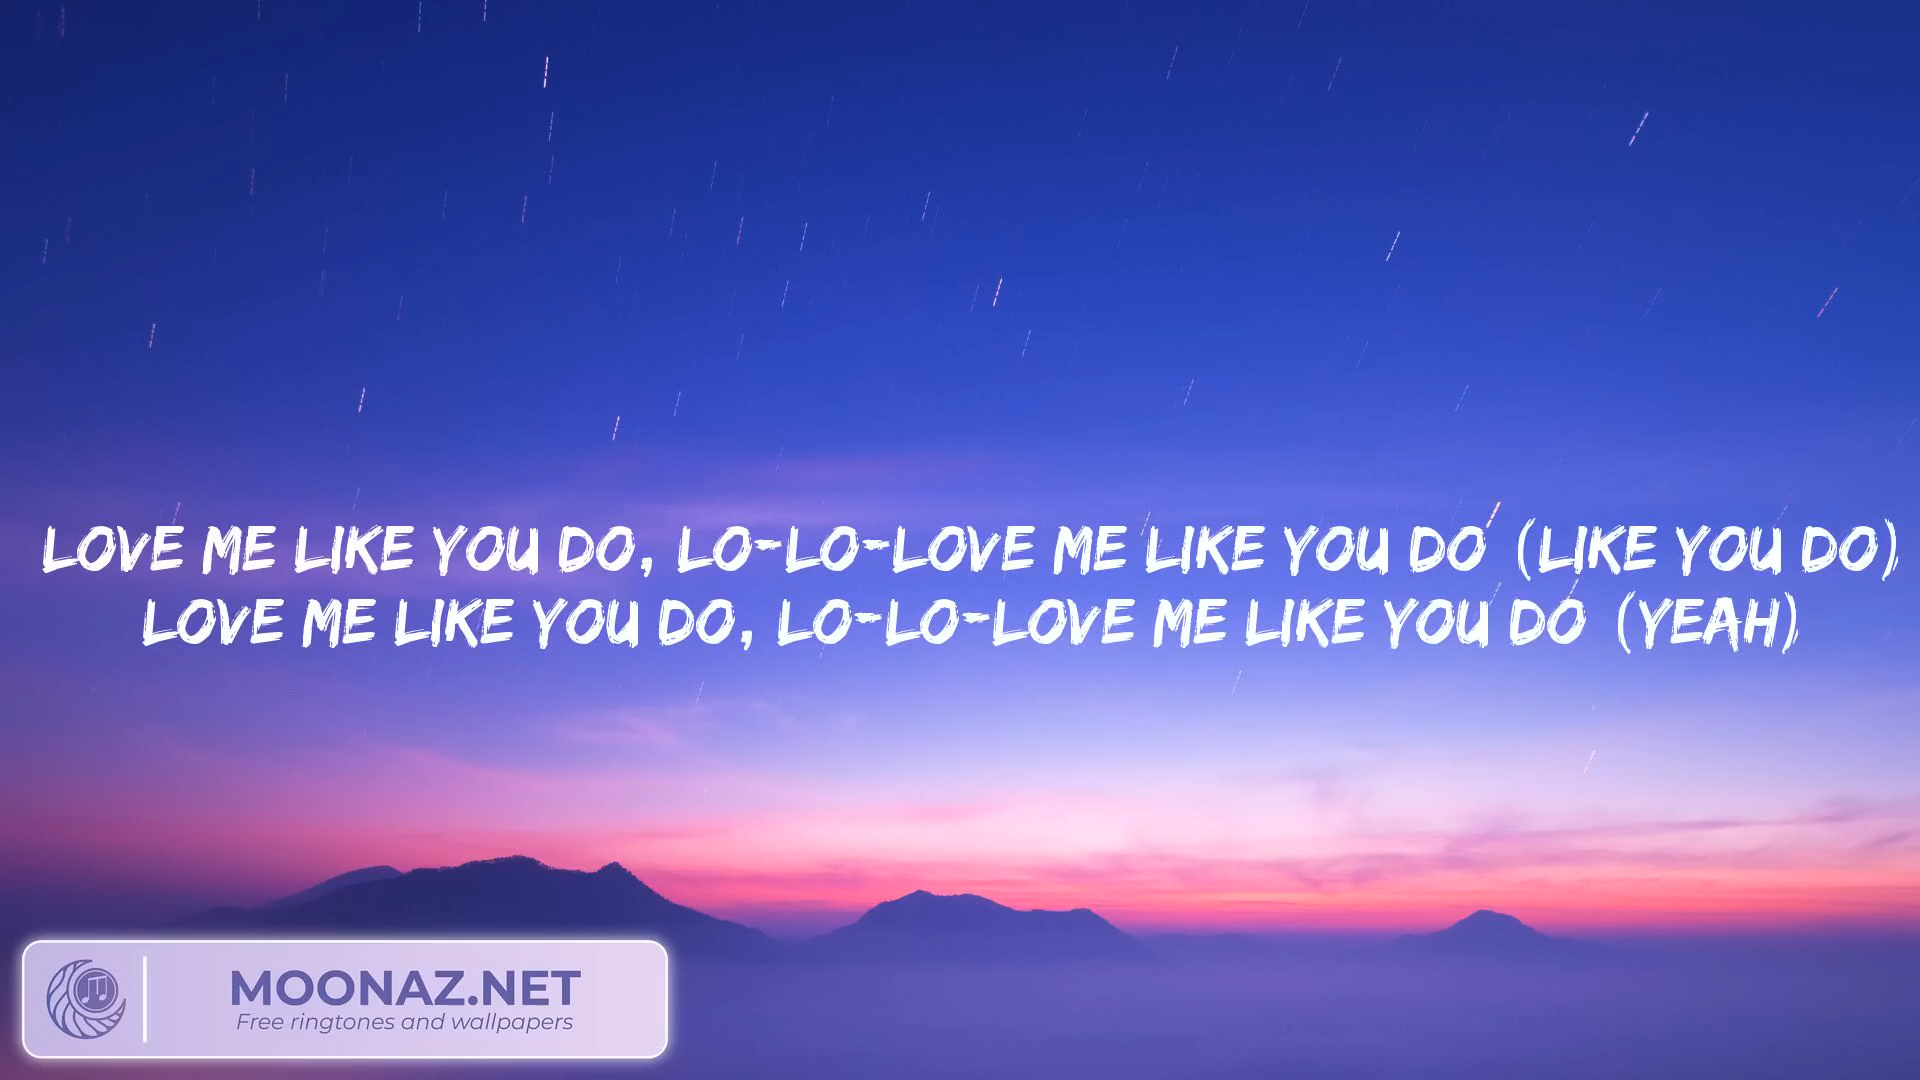 LOVE ME LIKE YOU DO, LO-LO-LOVE ME LIKE YOU DO (LIKE YOU DO)
LOVE ME LIKE YOU DO, LO-LO-LOVE ME LIKE YOU DO (YEAH)
MOONAZ.NET
Free ringtones and wallpapers